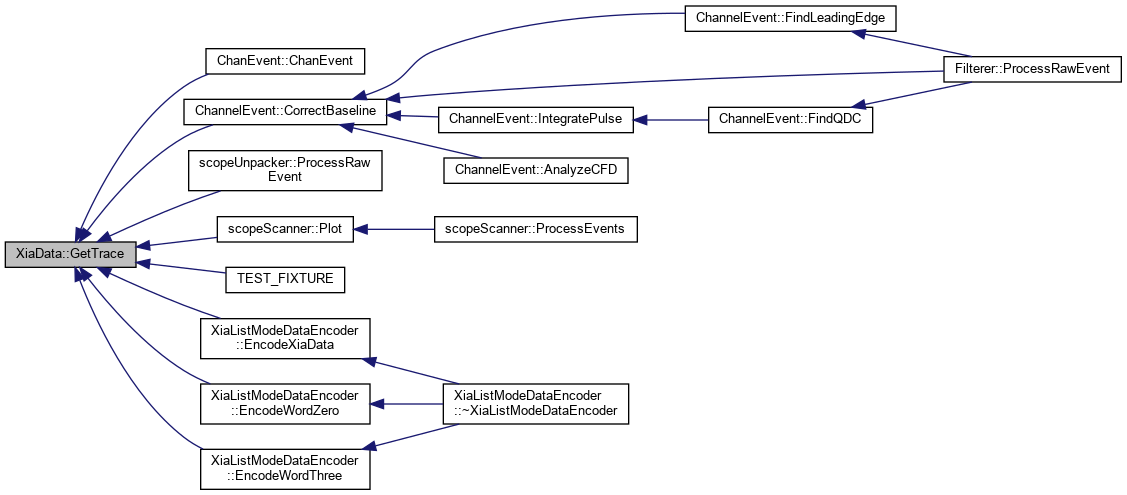 ChannelEvent::FindLeadingEdge
ChanEvent::ChanEvent
Filterer::ProcessRawEvent
ChannelEvent::CorrectBaseline
ChannelEvent::IntegratePulse
ChannelEvent::FindQDC
ChannelEvent::AnalyzeCFD
scopeUnpacker::ProcessRaw
Event
scopeScanner::Plot
scopeScanner::ProcessEvents
XiaData::GetTrace
TEST_FIXTURE
XiaListModeDataEncoder
::EncodeXiaData
XiaListModeDataEncoder
::EncodeWordZero
XiaListModeDataEncoder
::~XiaListModeDataEncoder
XiaListModeDataEncoder
::EncodeWordThree